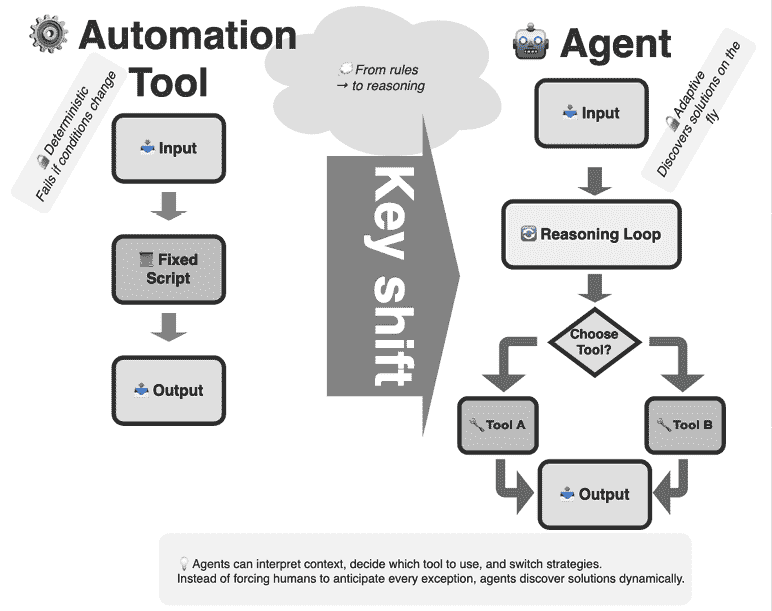 Automation
Tool
Deterministic
Fails if conditions change
Input
Fixed
Script
Output
From rules
→ to reasoning
Key shift
Agent
Adaptive
Discovers solutions on the
fly
Input
Reasoning Loop
Choose
Tool?
Tool A
Tool B
Output
Agents can interpret context, decide which tool to use, and switch strategies.
Instead of forcing humans to anticipate every exception, agents discover solutions dynamically.